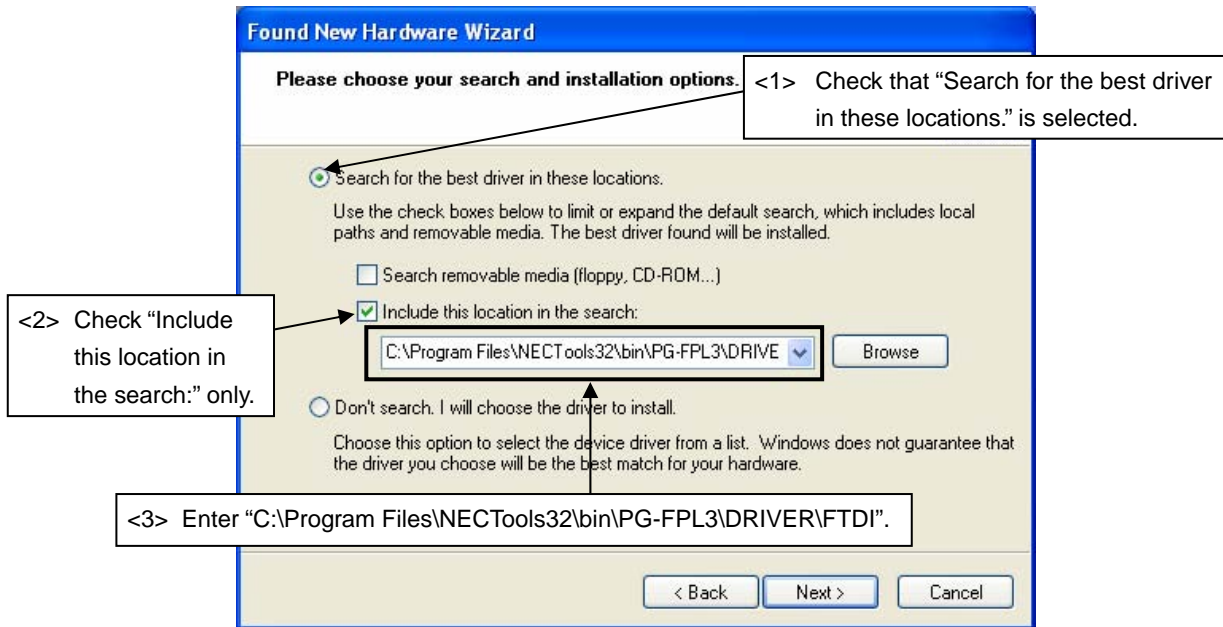 Found New Hardware Wizard
Please choose your search and installation options.
<1> Check that “Search for the best driver
in these locations.” is selected.
Search for the best driver in these locations.
Use the check boxes below to limit or expand the default search, which includes local
paths and removable media. The best driver found will be installed.
Search removable media (floppy, CD-ROM...)
<2> Check “Include
this location in
the search:” only.
Include this location in the search:
C:\Program Files\NECTools32\bin\PG-FPL3\DRIVE
Browse
Don't search. I will choose the driver to install.
Choose this option to select the device driver from a list. Windows does not guarantee that
the driver you choose will be the best match for your hardware.
<3> Enter “C:\Program Files\NECTools32\bin\PG-FPL3\DRIVER\FTDI”.
< Back
Next >
Cancel